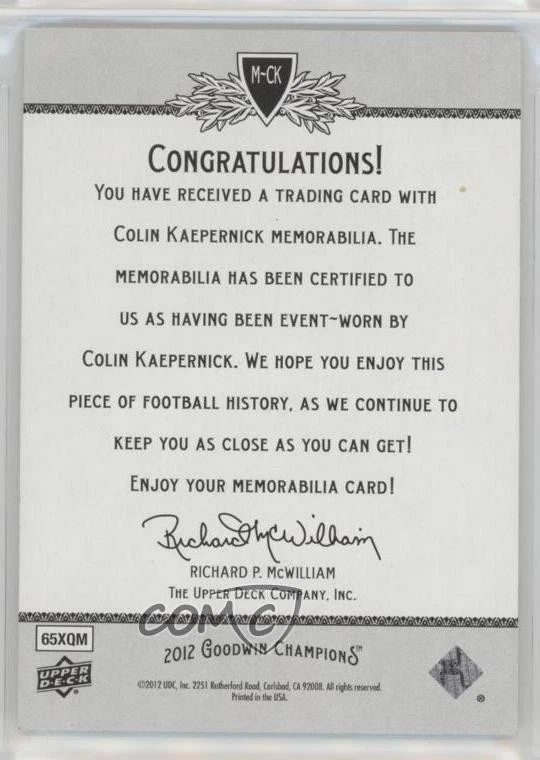 M~CK
CONGRATULATIONS!
YOU HAVE RECEIVED A TRADING CARD WITH
COLIN KAEPERNICK MEMORABILIA. THE
MEMORABILIA HAS BEEN CERTIFIED TO
US AS HAVING BEEN EVENT~WORN BY
COLIN KAEPERNICK. WE HOPE YOU ENJOY THIS
PIECE OF FOOTBALL HISTORY, AS WE CONTINUE TO
KEEP YOU AS CLOSE AS YOU CAN GET!
ENJOY YOUR MEMORABILIA CARD!
Richard McWilliam
RICHARD P. MCWILLIAM
THE UPPER DECK COMPANY, INC.
COMC
65XQM
2012 GOODWIN CHAMPIONS™
UPPER
D·E·C·K
©2012 UDC, Inc. 2251 Rutherford Road, Carlsbad, CA 92008. All rights reserved.
Printed in the USA.
®